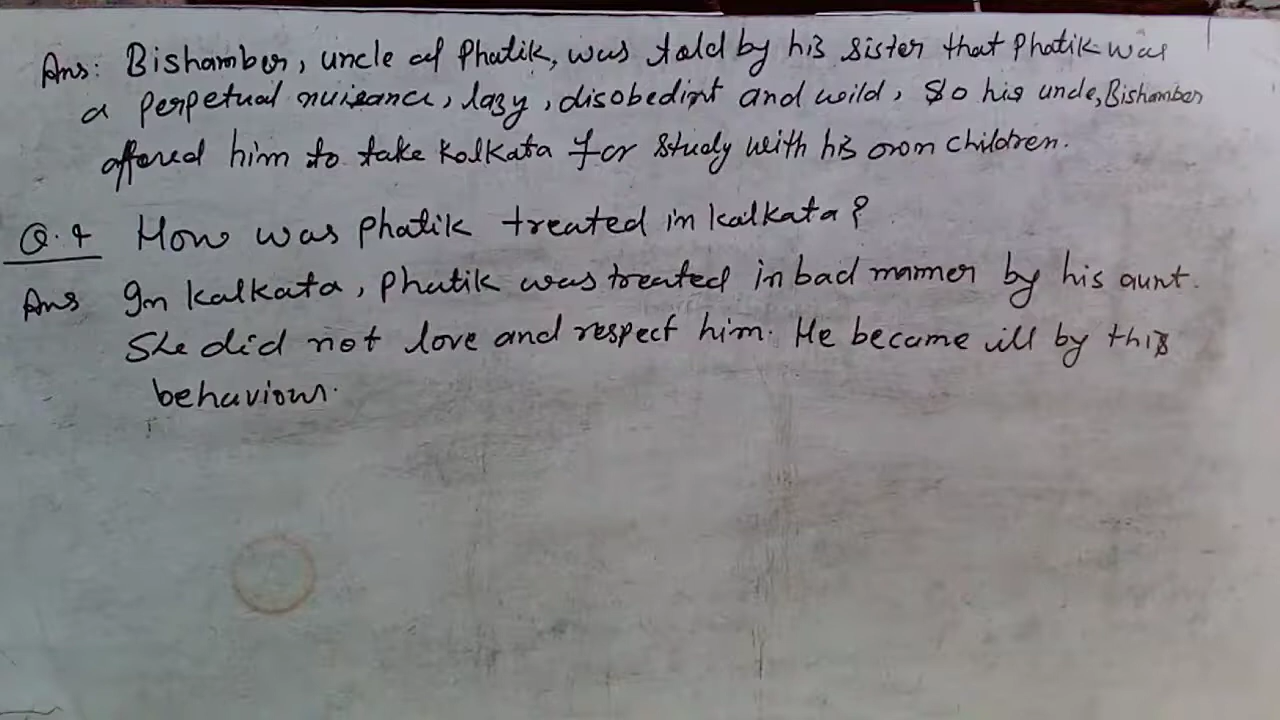 Ans: Bishamber, uncle of Phatik, was told by his sister that Phatik was
a perpetual nuisance, lazy, disobedint and wild, So his uncle, Bishamber
offered him to take Kolkata for study with his own children.
Q.4 How was Phatik treated in kalkata?
Ans In kalkata, Phatik was treated in bad manner by his aunt.
She did not love and respect him. He became ill by this
behaviour.